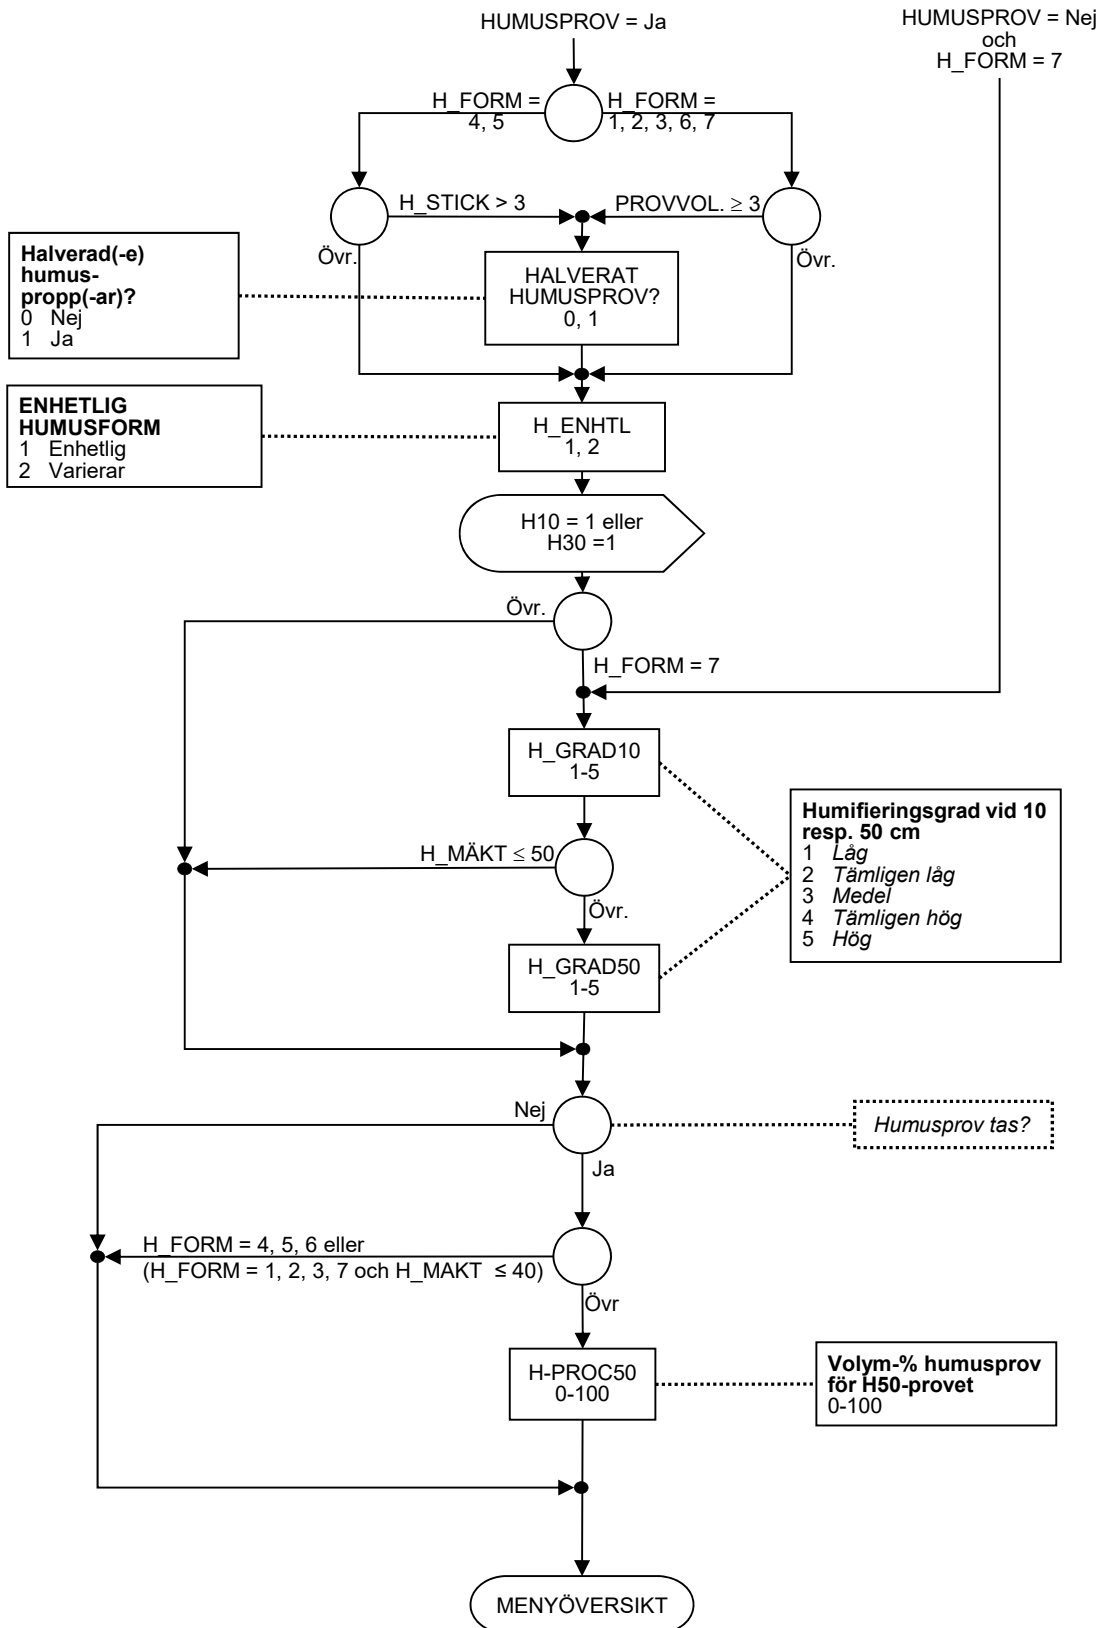 HUMUSPROV = Ja
HUMUSPROV = Nej
och
H_FORM = 7
H_FORM =
4, 5
H_FORM =
1, 2, 3, 6, 7
H_STICK > 3
PROVVOL. ≥ 3
Övr.
Övr.
Halverad(-e)
humus-
propp(-ar)?
0 Nej
1 Ja
HALVERAT
HUMUSPROV?
0, 1
ENHETLIG
HUMUSFORM
1 Enhetlig
2 Varierar
H_ENHTL
1, 2
H10 = 1 eller
H30 =1
Övr.
H_FORM = 7
H_GRAD10
1-5
Humifieringsgrad vid 10
resp. 50 cm
1 Låg
2 Tämligen låg
3 Medel
4 Tämligen hög
5 Hög
H_MÄKT ≤ 50
Övr.
H_GRAD50
1-5
Nej
Humusprov tas?
Ja
H_FORM = 4, 5, 6 eller
(H_FORM = 1, 2, 3, 7 och H_MAKT ≤ 40)
Övr
H-PROC50
0-100
Volym-% humusprov
för H50-provet
0-100
MENYÖVERSIKT